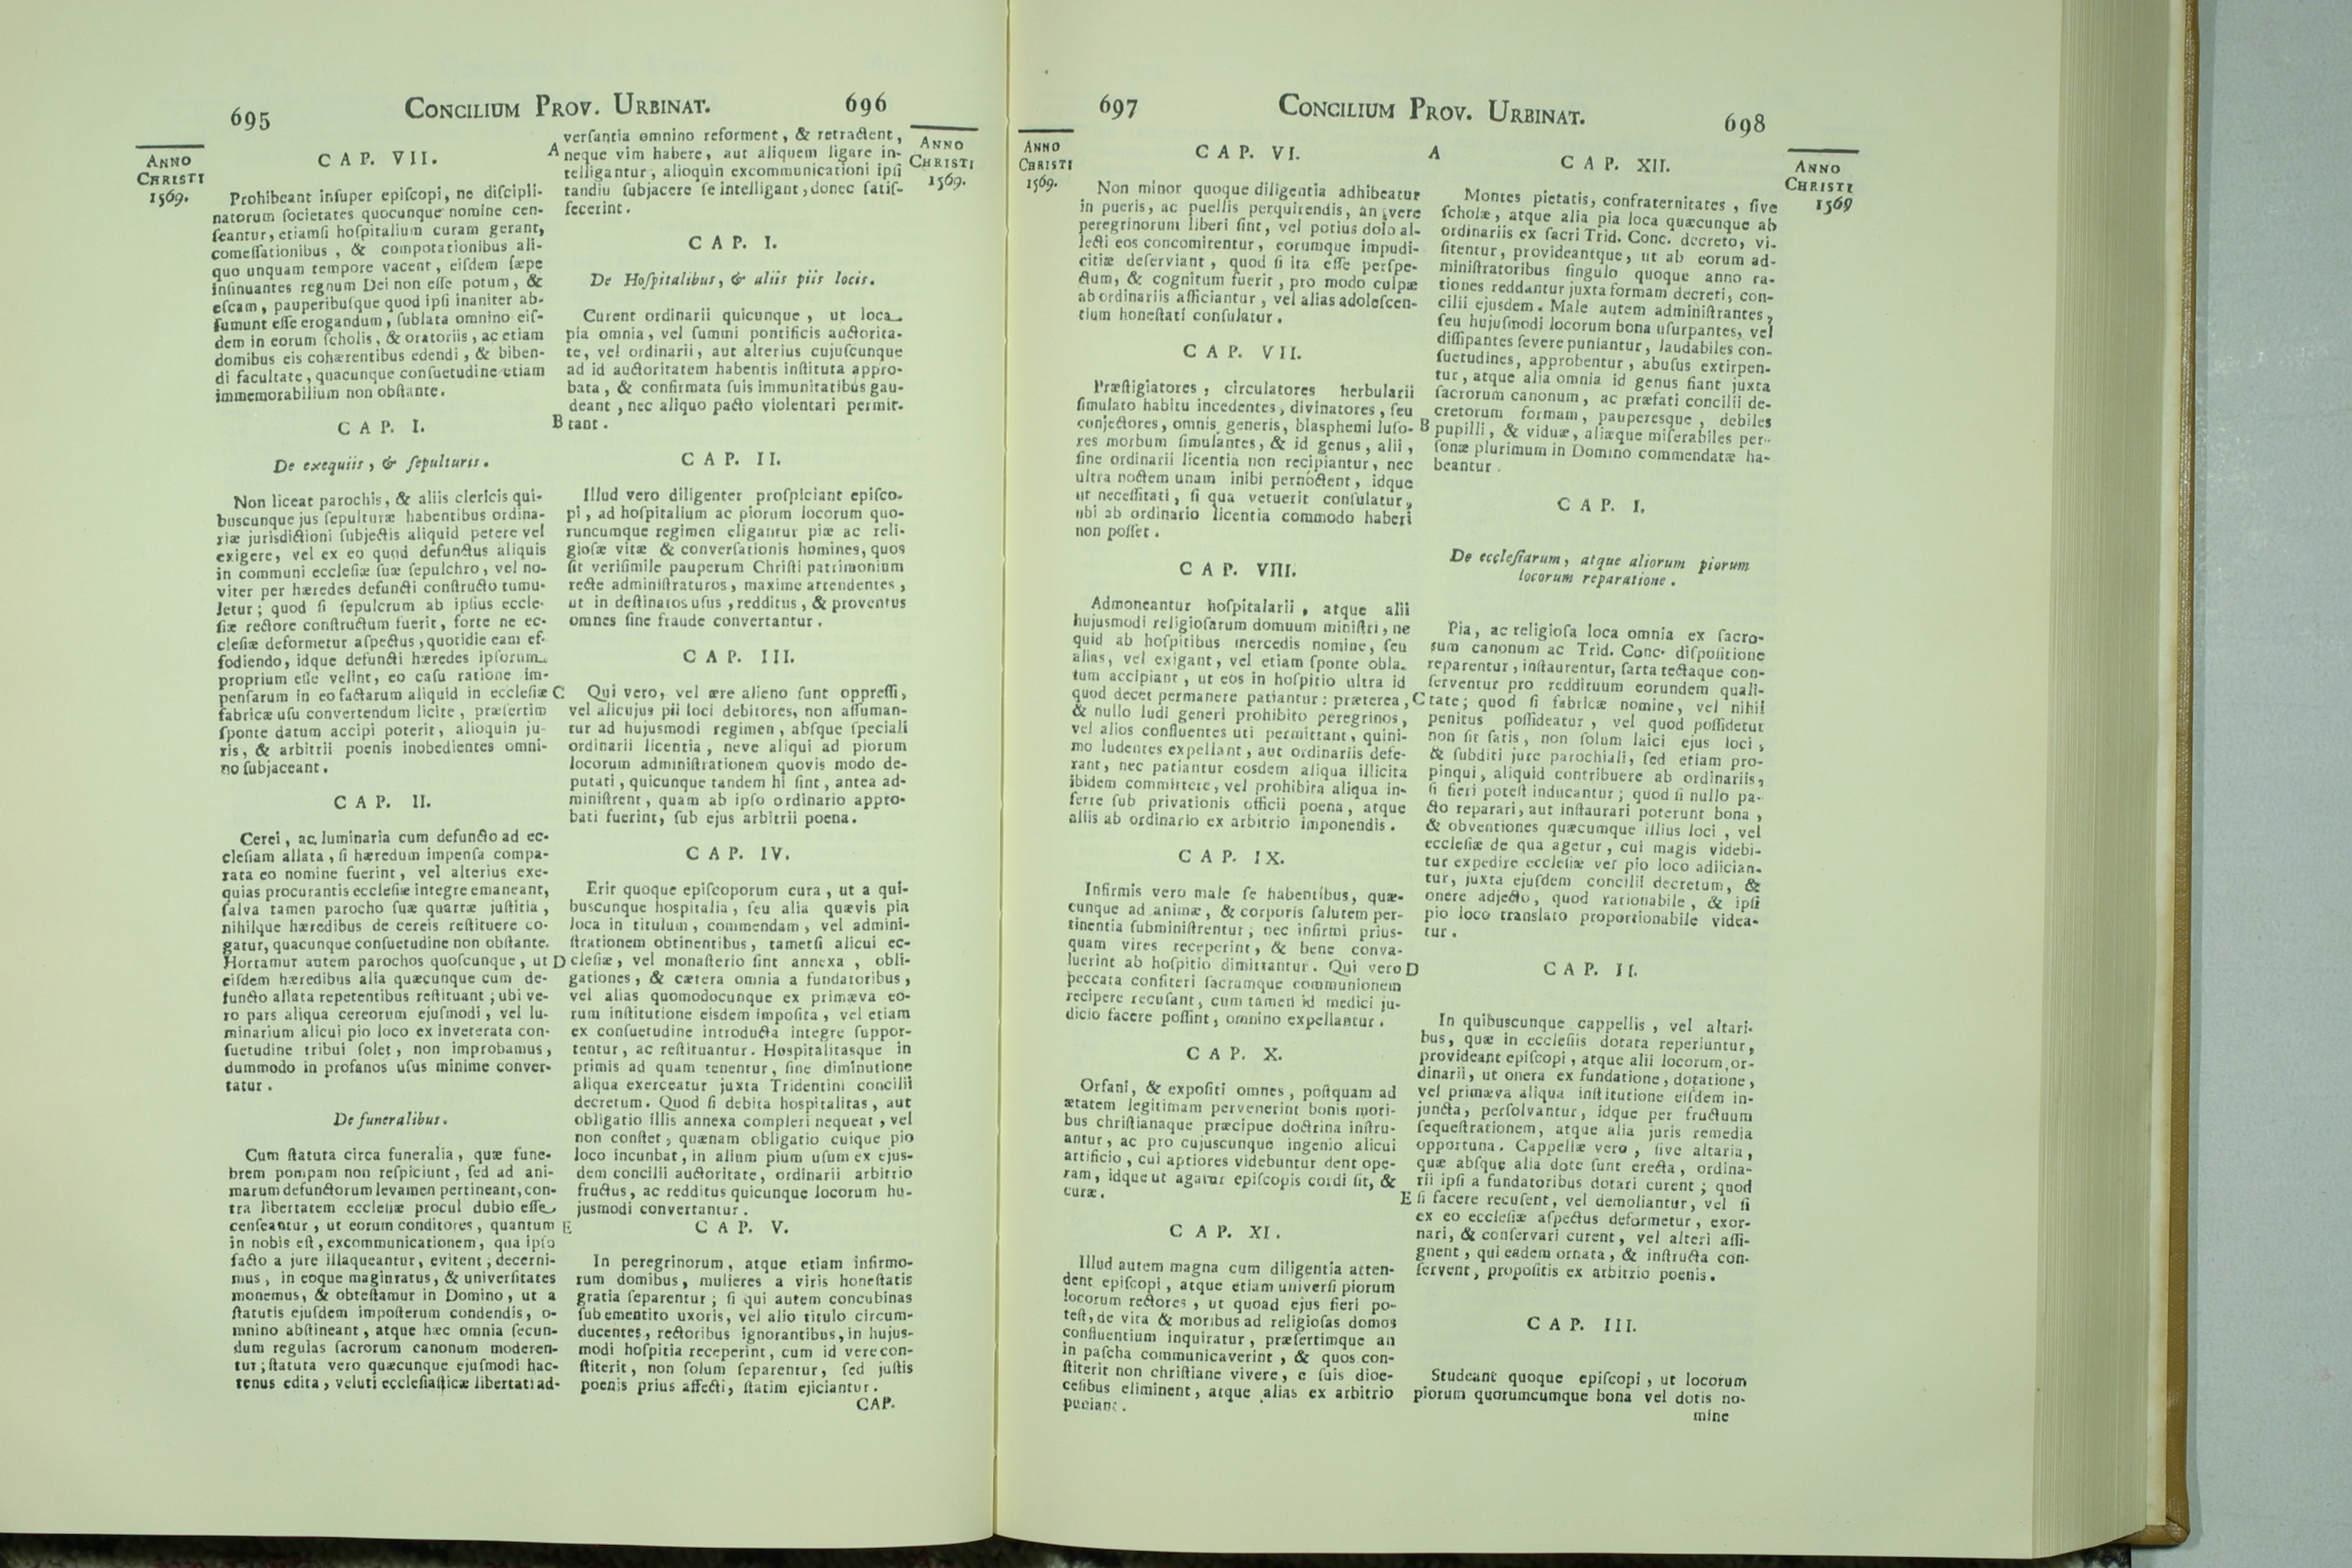 695
CONCILIUM PROV. URBINAT.
696
ANNO
CHRISTI
1569.
CAP. VII.
Prohibeant inſuper epiſcopi, ne diſcipli-
natorum ſocietates quocunque nomine cen-
ſeantur, etiamſi hoſpitalium curam gerant,
comeſſationibus, & compotationibus ali-
quo unquam tempore vacent, eiſdem ſæpe
inſinuantes regnum Dei non eſſe potum, &
eſcam, pauperibuſque quod ipſi inaniter ab-
ſumunt eſſe erogandum, ſublata omnino eiſ-
dem in eorum ſcholis, & oratoriis, ac etiam
domibus eis cohærentibus edendi, & biben-
di facultate, quacunque conſuetudine etiam
immemorabilium non obſtante.
CAP. I.
De exequiis, & ſepulturis.
Non liceat parochis, & aliis clericis qui-
buscunque jus ſepulturæ habentibus ordina-
riæ jurisdictioni ſubjectis aliquid petere vel
exigere, vel ex eo quod defunctus aliquis
in communi eccleſiæ ſuæ ſepulchro, vel no-
viter per hæredes defuncti conſtructo tumu-
letur; quod ſi ſepulcrum ab ipſius eccle-
ſiæ rectore conſtructum fuerit, forte ne ec-
cleſiæ deformetur aſpectus, quotidie eam ef-
fodiendo, idque defuncti hæredes ipſorum
proprium eſſe velint, eo caſu ratione im-
penſarum in eo factarum aliquid in eccleſiæ C
fabricæ uſu convertendum licite, præſertim
ſponte datum accipi poterit, alioquin ju-
ris, & arbitrii poenis inobedientes omni-
no ſubjaceant.
CAP. II.
Cerei, ac luminaria cum defuncto ad ec-
cleſiam allata, ſi hæredum impenſa compa-
rata eo nomine fuerint, vel alterius exe-
quias procurantis eccleſiæ integre emaneant,
ſalva tamen parocho ſuæ quartæ juſtitia,
nihilque hæredibus de cereis reſtituere co-
gatur, quacunque conſuetudine non obſtante.
Hortamur autem parochos quoſcunque, ut D
eiſdem hæredibus alia quæcunque cum de-
functo allata repetentibus reſtituant; ubi ve-
ro pars aliqua cereorum ejuſmodi, vel lu-
minarium alicui pio loco ex inveterata con-
ſuetudine tribui ſolet, non improbamus,
dummodo in profanos uſus minime conver-
tatur.
De funeralibus.
Cum ſtatuta circa funeralia, quæ fune-
brem pompam non reſpiciunt, ſed ad ani-
marum defunctorum levamen pertineant, con-
tra libertatem eccleſiæ procul dubio eſſe
cenſeantur, ut eorum conditores, quantum E
in nobis eſt, excommunicationem, qua ipſo
facto a jure illaqueantur, evitent; decerni-
mus, in eoque maginratus, & univerſitates
monemus, & obteſtamur in Domino, ut a
ſtatutis ejuſdem impoſterum condendis, o-
mnino abſtineant, atque hæc omnia ſecun-
dum regulas ſacrorum canonum moderen-
tur; ſtatuta vero quæcunque ejuſmodi hac-
tenus edita, veluti eccleſiaſticæ libertati ad-
verſantia omnino reforment, & retractent,
A neque vim habere, aut aliquem ligare in-
telligantur, alioquin excommunicationi ipſi
tandiu ſubjacere ſe intelligant, donec ſatiſ-
fecerint.
ANNO
CHRISTI
1569.
CAP. I.
De Hoſpitalibus, & aliis piis locis.
Curent ordinarii quicunque, ut loca
pia omnia, vel ſummi pontificis auctorita-
te, vel ordinarii, aut alterius cujuſcunque
ad id auctoritatem habentis inſtituta appro-
bata, & confirmata ſuis immunitatibus gau-
deant, nec aliquo pacto violentari permit-
B tant.
CAP. II.
Illud vero diligenter proſpiciant epiſco-
pi, ad hoſpitalium ac piorum locorum quo-
runcumque regimen eligantur piæ ac reli-
gioſæ vitæ & converſationis homines, quos
ſit veriſimile pauperum Chriſti patrimonium
recte adminiſtraturos, maxime attendentes,
ut in deſtinatos uſus, redditus, & proventus
omnes ſine fraude convertantur.
CAP. III.
Qui vero, vel ære alieno ſunt oppreſſi,
vel alicujus pii loci debitores, non aſſuman-
tur ad hujusmodi regimen, abſque ſpeciali
ordinarii licentia, neve aliqui ad piorum
locorum adminiſtrationem quovis modo de-
putati, quicunque tandem hi ſint, antea ad-
miniſtrent, quam ab ipſo ordinario appro-
bati fuerint, ſub ejus arbitrii poena.
CAP. IV.
Erit quoque epiſcoporum cura, ut a qui-
buscunque hospitalia, ſeu alia quævis pia
loca in titulum, commendam, vel admini-
ſtrationem obtinentibus, tametſi alicui ec-
cleſiæ, vel monaſterio ſint annexa, obli-
gationes, & cætera omnia a fundatoribus,
vel alias quomodocunque ex primæva eo-
rum inſtitutione eisdem impoſita, vel etiam
ex conſuetudine introducta integre ſuppor-
tentur, ac reſtituantur. Hospitalitasque in
primis ad quam tenentur, ſine diminutione
aliqua exerceatur juxta Tridentini concilii
decretum. Quod ſi debita hospitalitas, aut
obligatio illis annexa compleri nequeat, vel
non conſtet, quænam obligatio cuique pio
loco incunbat, in alium pium uſum ex ejus-
dem concilii auctoritate, ordinarii arbitrio
fructus, ac redditus quicunque locorum hu-
jusmodi convertantur.
CAP. V.
In peregrinorum, atque etiam infirmo-
rum domibus, mulieres a viris honeſtatis
gratia ſeparentur; ſi qui autem concubinas
ſub ementito uxoris, vel alio titulo circum-
ducentes, rectoribus ignorantibus, in hujus-
modi hoſpitia receperint, cum id vere con-
ſtiterit, non ſolum ſeparentur, ſed juſtis
poenis prius affecti, ſtatim ejiciantur.
CAP.
697
CONCILIUM PROV. URBINAT.
698
ANNO
CHRISTI
1569.
CAP. VI.
Non minor quoque diligentia adhibeatur
in pueris, ac puellis perquirendis, an vere
peregrinorum liberi ſint, vel potius dolo al-
lecti eos concomitentur, eorumque impudi-
citiæ deſerviant, quod ſi ita eſſe perſpe-
ctum, & cognitum fuerit, pro modo culpæ
ab ordinariis afficiantur, vel alias adoleſcen-
tium honeſtati conſulatur.
CAP. VII.
Præſtigiatores, circulatores herbularii
ſimulato habitu incedentes, divinatores, ſeu
conjectores, omnis generis, blasphemi luſo- B
res morbum ſimulantes, & id genus, alii,
ſine ordinarii licentia non recipiantur, nec
ultra noctem unam inibi pernoctent, idque
ut neceſſitati, ſi qua vetuerit conſulatur,
ubi ab ordinario licentia commodo haberi
non poſſet.
CAP. VIII.
Admoneantur hoſpitalarii, atque alii
hujusmodi religioſarum domuum miniſtri, ne
quid ab hoſpitibus mercedis nomine, ſeu
alias, vel exigant, vel etiam ſponte obla-
tum accipiant, ut eos in hoſpitio ultra id
quod decet permanere patiantur: præterea, C
& nullo ludi generi prohibito peregrinos,
vel alios confluentes uti permittant, quini-
mo ludentes expellant, aut ordinariis defe-
rant, nec patiantur eosdem aliqua illicita
ibidem committere, vel prohibita aliqua in-
ferre ſub privationis officii poena, atque
aliis ab ordinario ex arbitrio imponendis.
CAP. IX.
Infirmis vero male ſe habentibus, quæ-
cunque ad animæ, & corporis ſalutem per-
tinentia ſubminiſtrentur; nec infirmi prius-
quam vires receperint, & bene conva-
luerint ab hoſpitio dimittantur. Qui vero D
peccata confiteri ſacramque communionem
recipere recuſant, cum tamen id medici ju-
dicio facere poſſint, omnino expellantur.
CAP. X.
Orfani, & expoſiti omnes, poſtquam ad
ætatem legitimam pervenerint bonis mori-
bus chriſtianaque præcipue doctrina inſtru-
antur, ac pro cujuscunque ingenio alicui
artificio, cui aptiores videbuntur dent ope-
ram, idque ut agatur epiſcopis cordi ſit, &
curæ.
CAP. XI.
Illud autem magna cum diligentia atten-
dent epiſcopi, atque etiam univerſi piorum
locorum rectores, ut quoad ejus fieri po-
teſt, de vita & moribus ad religioſas domos
confluentium inquiratur, præſertimque an
in paſcha communicaverint, & quos con-
ſtiterit non chriſtiane vivere, e ſuis dioe-
ceſibus eliminent, atque alias ex arbitrio
puniant.
A
CAP. XII.
ANNO
CHRISTI
1569
Montes pietatis, confraternitates, ſive
ſcholæ, atque alia pia loca quæcunque ab
ordinariis ex ſacri Trid. Conc. decreto, vi-
ſitentur, provideantque, ut ab eorum ad-
miniſtratoribus ſingulo quoque anno ra-
tiones reddantur juxta formam decreti, con-
cilii ejusdem. Male autem adminiſtrantes,
ſeu hujuſmodi locorum bona uſurpantes, vel
diſſipantes ſevere puniantur, laudabiles con-
ſuetudines, approbentur, abuſus extirpen-
tur, atque alia omnia id genus fiant juxta
ſacrorum canonum, ac præfati concilii de-
cretorum formam, pauperesque, debiles
pupilli, & viduæ, aliæque miſerabiles per-
ſonæ plurimum in Domino commendatæ ha-
beantur.
CAP. I.
De eccleſiarum, atque aliorum piorum
locorum reparatione.
Pia, ac religioſa loca omnia ex ſacro-
rum canonum ac Trid. Conc. diſpoſitione
reparentur, inſtaurentur, ſarta tectaque con-
ſerventur pro reddituum eorundem quali-
tate; quod ſi fabricæ nomine, vel nihil
penitus poſſideatur, vel quod poſſidetur
non ſit ſatis, non ſolum laici ejus loci,
& ſubditi jure parochiali, ſed etiam pro-
pinqui, aliquid contribuere ab ordinariis,
ſi fieri poteſt inducantur; quod ſi nullo pa-
cto reparari, aut inſtaurari poterunt bona,
& obventiones quæcumque illius loci, vel
eccleſiæ de qua agetur, cui magis videbi-
tur expedire eccleſiæ vel pio loco adiician-
tur, juxta ejuſdem concilii decretum, &
onere adjecto, quod rationabile, & ipſi
pio loco translato proportionabile videa-
tur.
CAP. II.
In quibuscunque cappellis, vel altari-
bus, quæ in eccleſiis dotata reperiuntur,
provideant epiſcopi, atque alii locorum or-
dinarii, ut onera ex fundatione, dotatione,
vel primæva aliqua inſtitutione eiſdem in-
juncta, perſolvantur, idque per fructuum
ſequeſtrationem, atque alia juris remedia
opportuna. Cappellæ vero, ſive altaria,
quæ abſque alia dote ſunt erecta, ordina-
rii ipſi a fundatoribus dotari curent; quod
E ſi facere recuſent, vel demoliantur, vel ſi
ex eo eccleſiæ aſpectus deformetur, exor-
nari, & conſervari curent, vel alteri aſſi-
gnent, qui eadem ornata, & inſtructa con-
ſervent, propoſitis ex arbitrio poenis.
CAP. III.
Studeant quoque epiſcopi, ut locorum
piorum quorumcumque bona vel dotis no-
mine